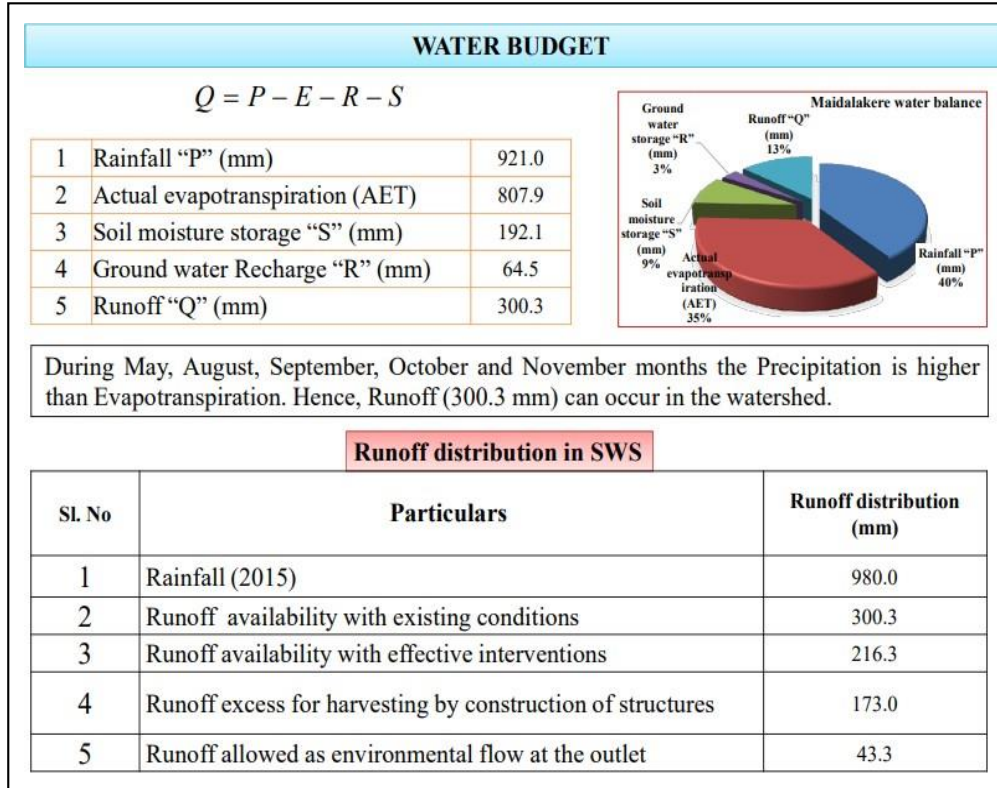 WATER BUDGET
Q = P – E – R – S
1 Rainfall “P” (mm) 921.0
2 Actual evapotranspiration (AET) 807.9
3 Soil moisture storage “S” (mm) 192.1
4 Ground water Recharge “R” (mm) 64.5
5 Runoff “Q” (mm) 300.3
Maidalakere water balance
Ground
water
storage “R”
(mm)
3%
Runoff “Q”
(mm)
13%
Soil
moisture
storage “S”
(mm)
9%
Actual
evapotransp
iration
(AET)
35%
Rainfall “P”
(mm)
40%
During May, August, September, October and November months the Precipitation is higher
than Evapotranspiration. Hence, Runoff (300.3 mm) can occur in the watershed.
Runoff distribution in SWS
Sl. No Particulars Runoff distribution
(mm)
1 Rainfall (2015) 980.0
2 Runoff availability with existing conditions 300.3
3 Runoff availability with effective interventions 216.3
4 Runoff excess for harvesting by construction of structures 173.0
5 Runoff allowed as environmental flow at the outlet 43.3